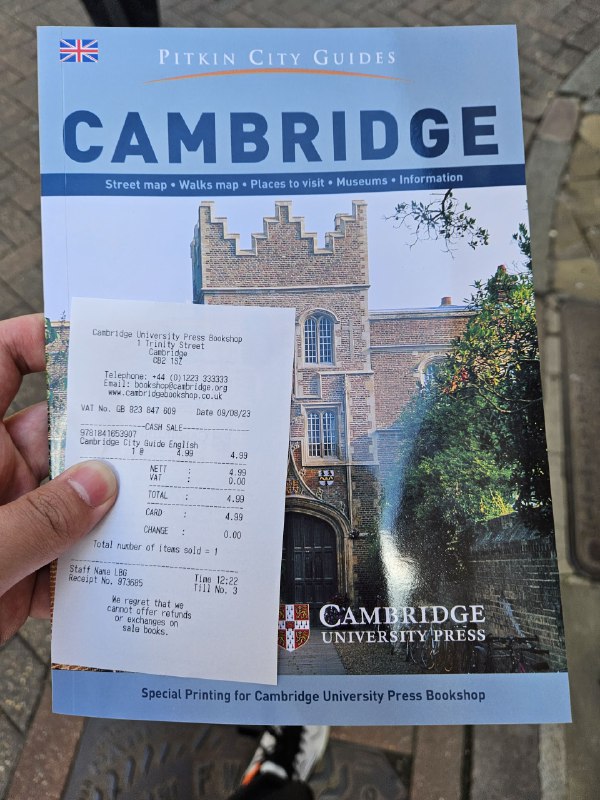 PITKIN CITY GUIDES
CAMBRIDGE
Street map • Walks map • Places to visit • Museums • Information
Cambridge University Press Bookshop
1 Trinity Street
Cambridge
CB2 1SZ
Telephone: +44 (0)1223 333333
Email: bookshop@cambridge.org
www.cambridgebookshop.co.uk
VAT No. GB 823 847 609 Date 09/08/23
CASH SALE
9781841653907
Cambridge City Guide English
1 @ 4.99 4.99
NETT : 4.99
VAT : 0.00
TOTAL : 4.99
CARD : 4.99
CHANGE : 0.00
Total number of items sold = 1
Staff Name LBG Time 12:22
Receipt No. 973685 Till No. 3
We regret that we
cannot offer refunds
or exchanges on
sale books.
CAMBRIDGE
UNIVERSITY PRESS
Special Printing for Cambridge University Press Bookshop